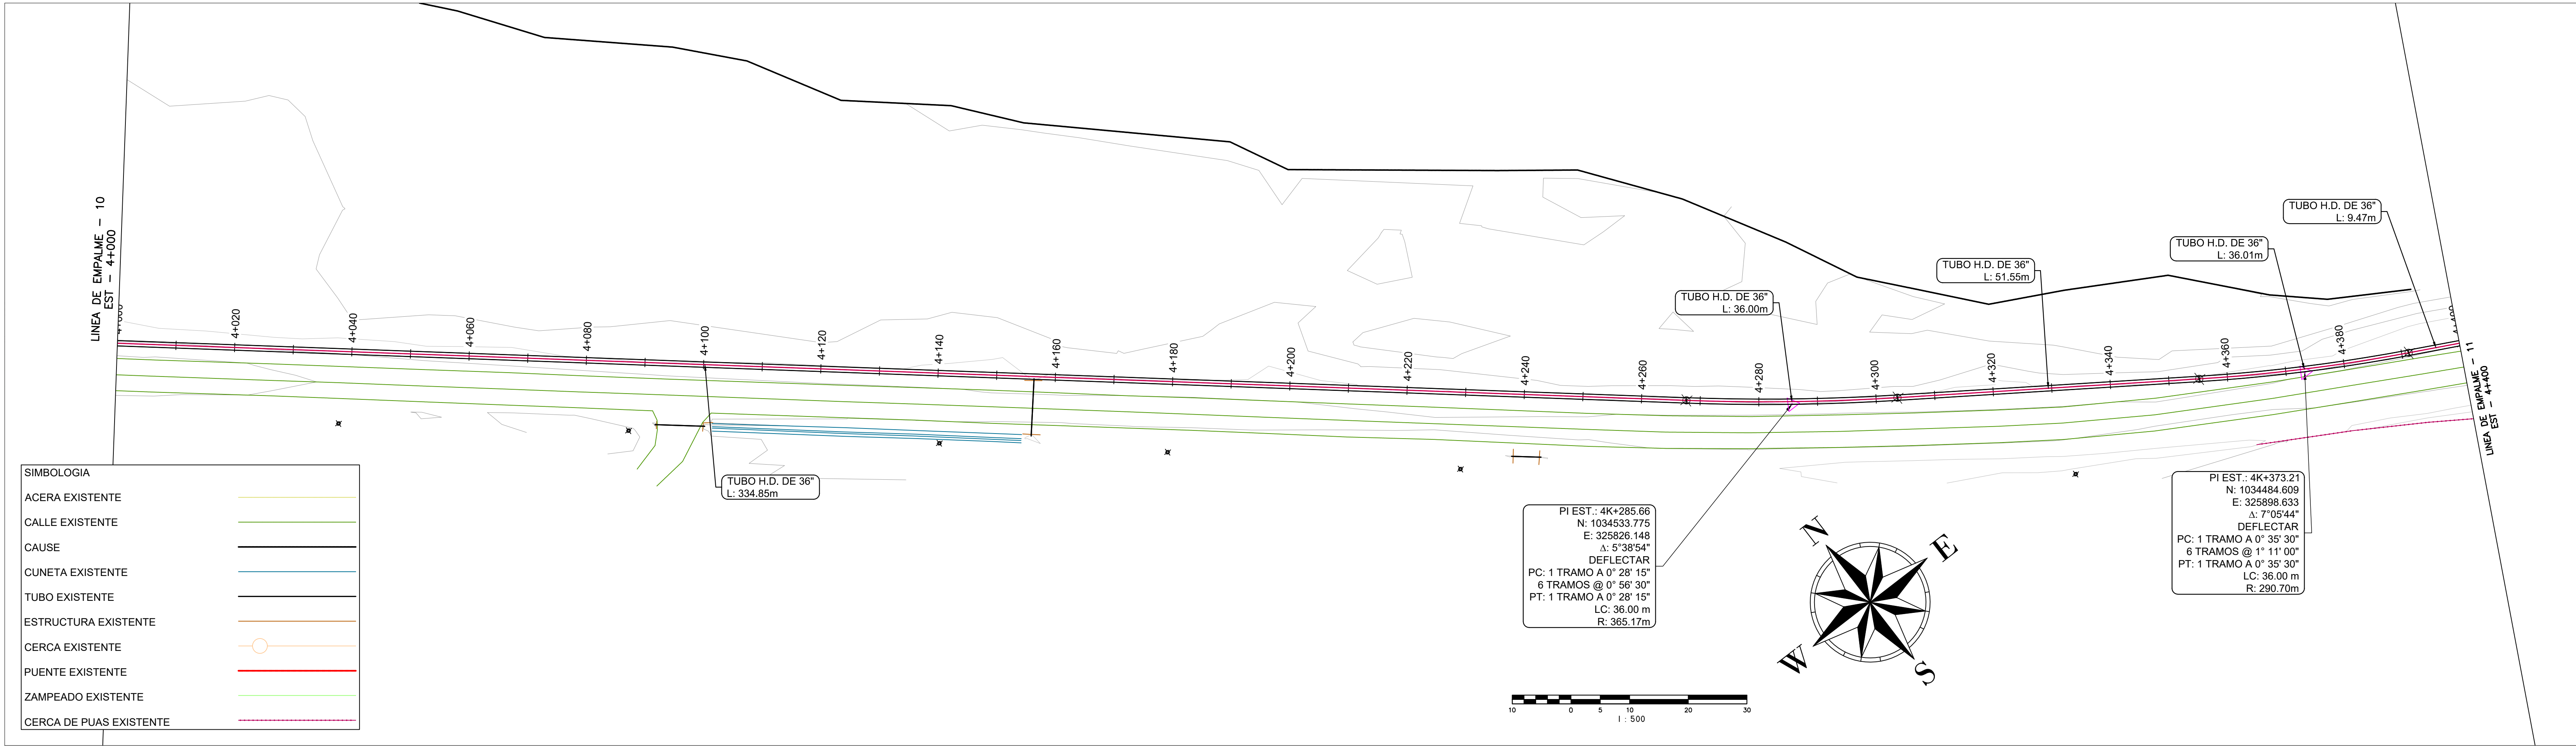 LINEA DE EMPALME - 10
EST - 4+000
4+020
4+040
4+060
4+080
4+100
4+120
4+140
4+160
4+180
4+200
4+220
4+240
4+260
4+280
4+300
4+320
4+340
4+360
4+380
TUBO H.D. DE 36"
L: 334.85m
TUBO H.D. DE 36"
L: 36.00m
TUBO H.D. DE 36"
L: 51.55m
TUBO H.D. DE 36"
L: 36.01m
TUBO H.D. DE 36"
L: 9.47m
LINEA DE EMPALME - 11
EST - 4+400
SIMBOLOGIA
ACERA EXISTENTE
CALLE EXISTENTE
CAUSE
CUNETA EXISTENTE
TUBO EXISTENTE
ESTRUCTURA EXISTENTE
CERCA EXISTENTE
PUENTE EXISTENTE
ZAMPEADO EXISTENTE
CERCA DE PUAS EXISTENTE
PI EST.: 4K+285.66
N: 1034533.775
E: 325826.148
Δ: 5°38'54"
DEFLECTAR
PC: 1 TRAMO A 0° 28' 15"
6 TRAMOS @ 0° 56' 30"
PT: 1 TRAMO A 0° 28' 15"
LC: 36.00 m
R: 365.17m
PI EST.: 4K+373.21
N: 1034484.609
E: 325898.633
Δ: 7°05'44"
DEFLECTAR
PC: 1 TRAMO A 0° 35' 30"
6 TRAMOS @ 1° 11' 00"
PT: 1 TRAMO A 0° 35' 30"
LC: 36.00 m
R: 290.70m
N
E
W
S
10 0 5 10 20 30
1 : 500